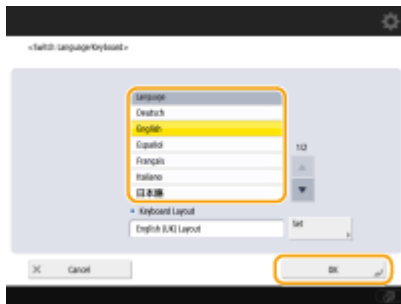 <Switch Language/Keyboard>
Language
Deutsch
English
Español
Français
1/2
Italiano
日本語
Keyboard Layout
English (UK) Layout
Set
Cancel
OK